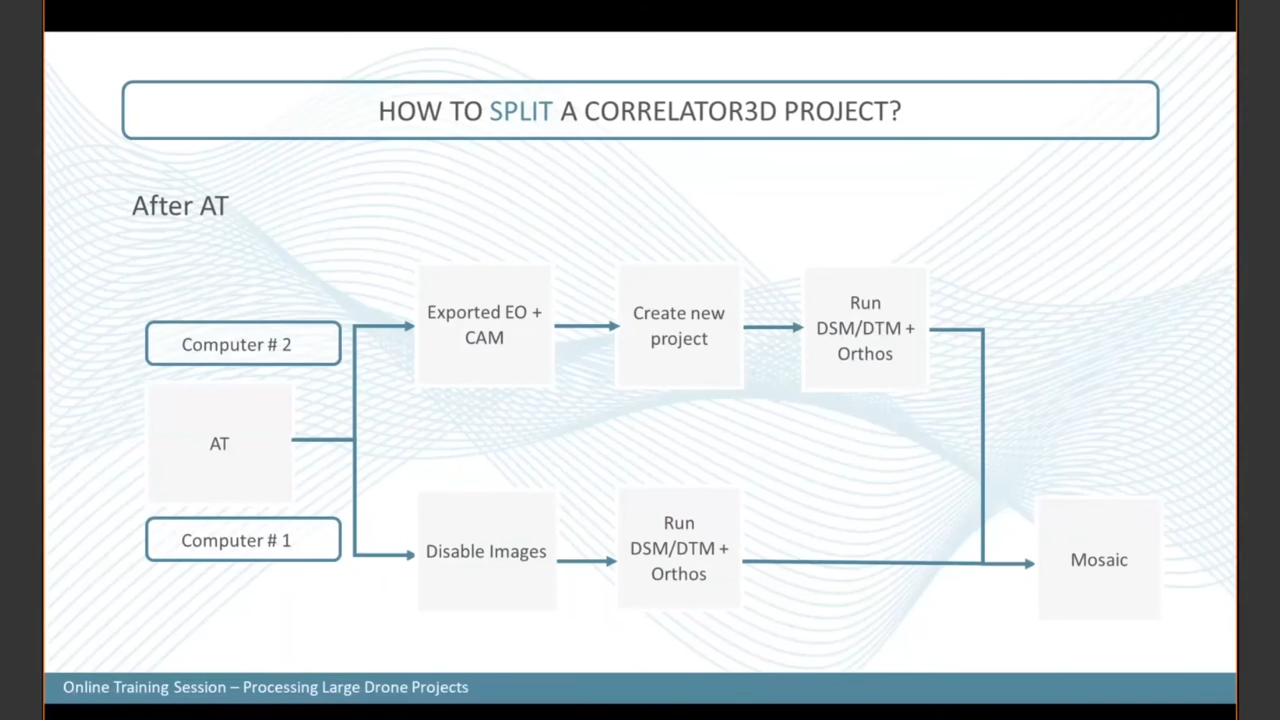 HOW TO SPLIT A CORRELATOR3D PROJECT?
After AT
Computer # 2
Exported EO +
CAM
Create new
project
Run
DSM/DTM +
Orthos
AT
Computer # 1
Disable Images
Run
DSM/DTM +
Orthos
Mosaic
Online Training Session – Processing Large Drone Projects